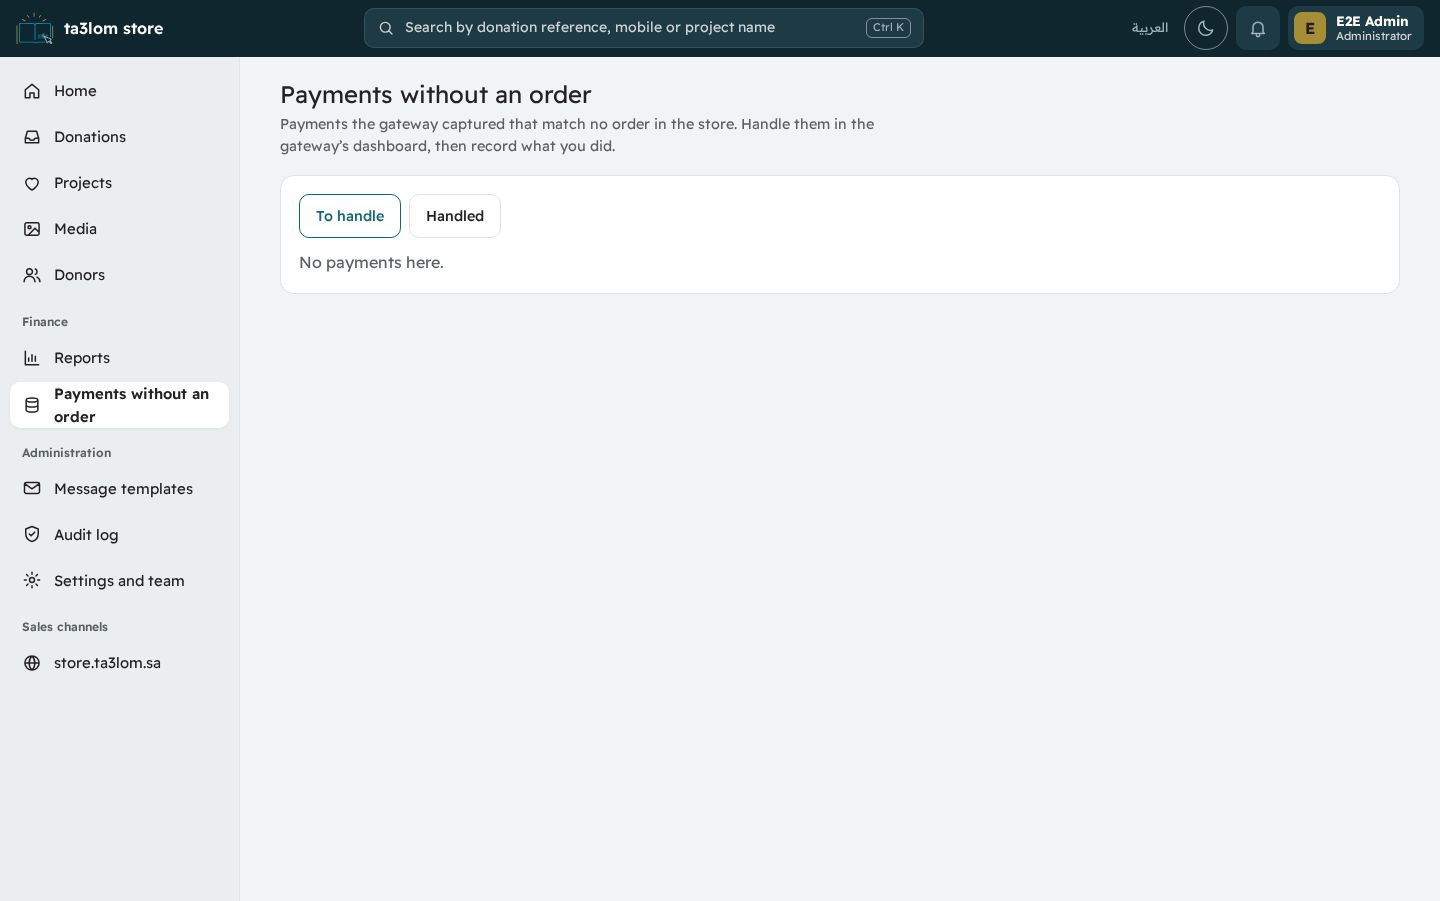 ta3lom store
Search by donation reference, mobile or project name
Ctrl K
العربية
E
E2E Admin
Administrator
Home
Donations
Projects
Media
Donors
Finance
Reports
Payments without an
order
Administration
Message templates
Audit log
Settings and team
Sales channels
store.ta3lom.sa
Payments without an order
Payments the gateway captured that match no order in the store. Handle them in the
gateway’s dashboard, then record what you did.
To handle
Handled
No payments here.